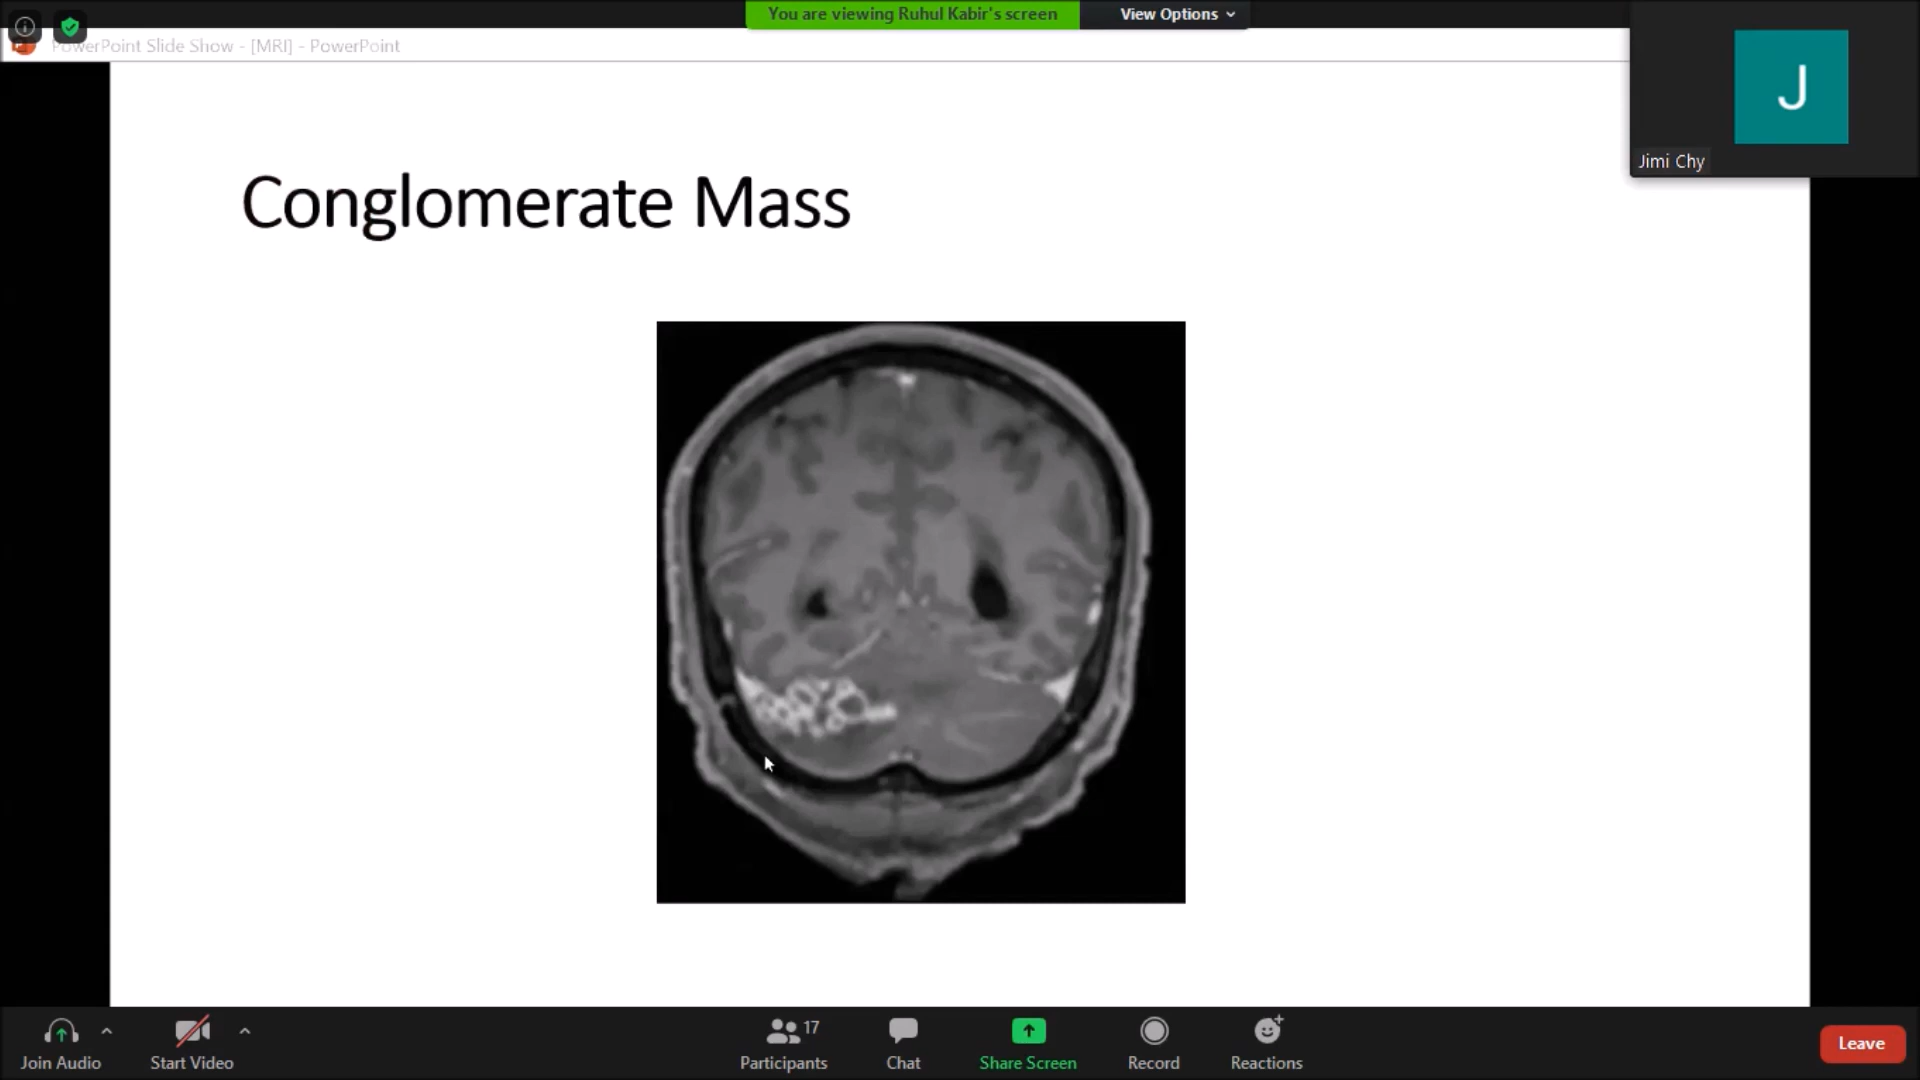 You are viewing Ruhul Kabir's screen
View Options
PowerPoint Slide Show - [MRI] - PowerPoint
J
Jimi Chy
Conglomerate Mass
Join Audio
Start Video
17
Participants
Chat
Share Screen
Record
Reactions
Leave